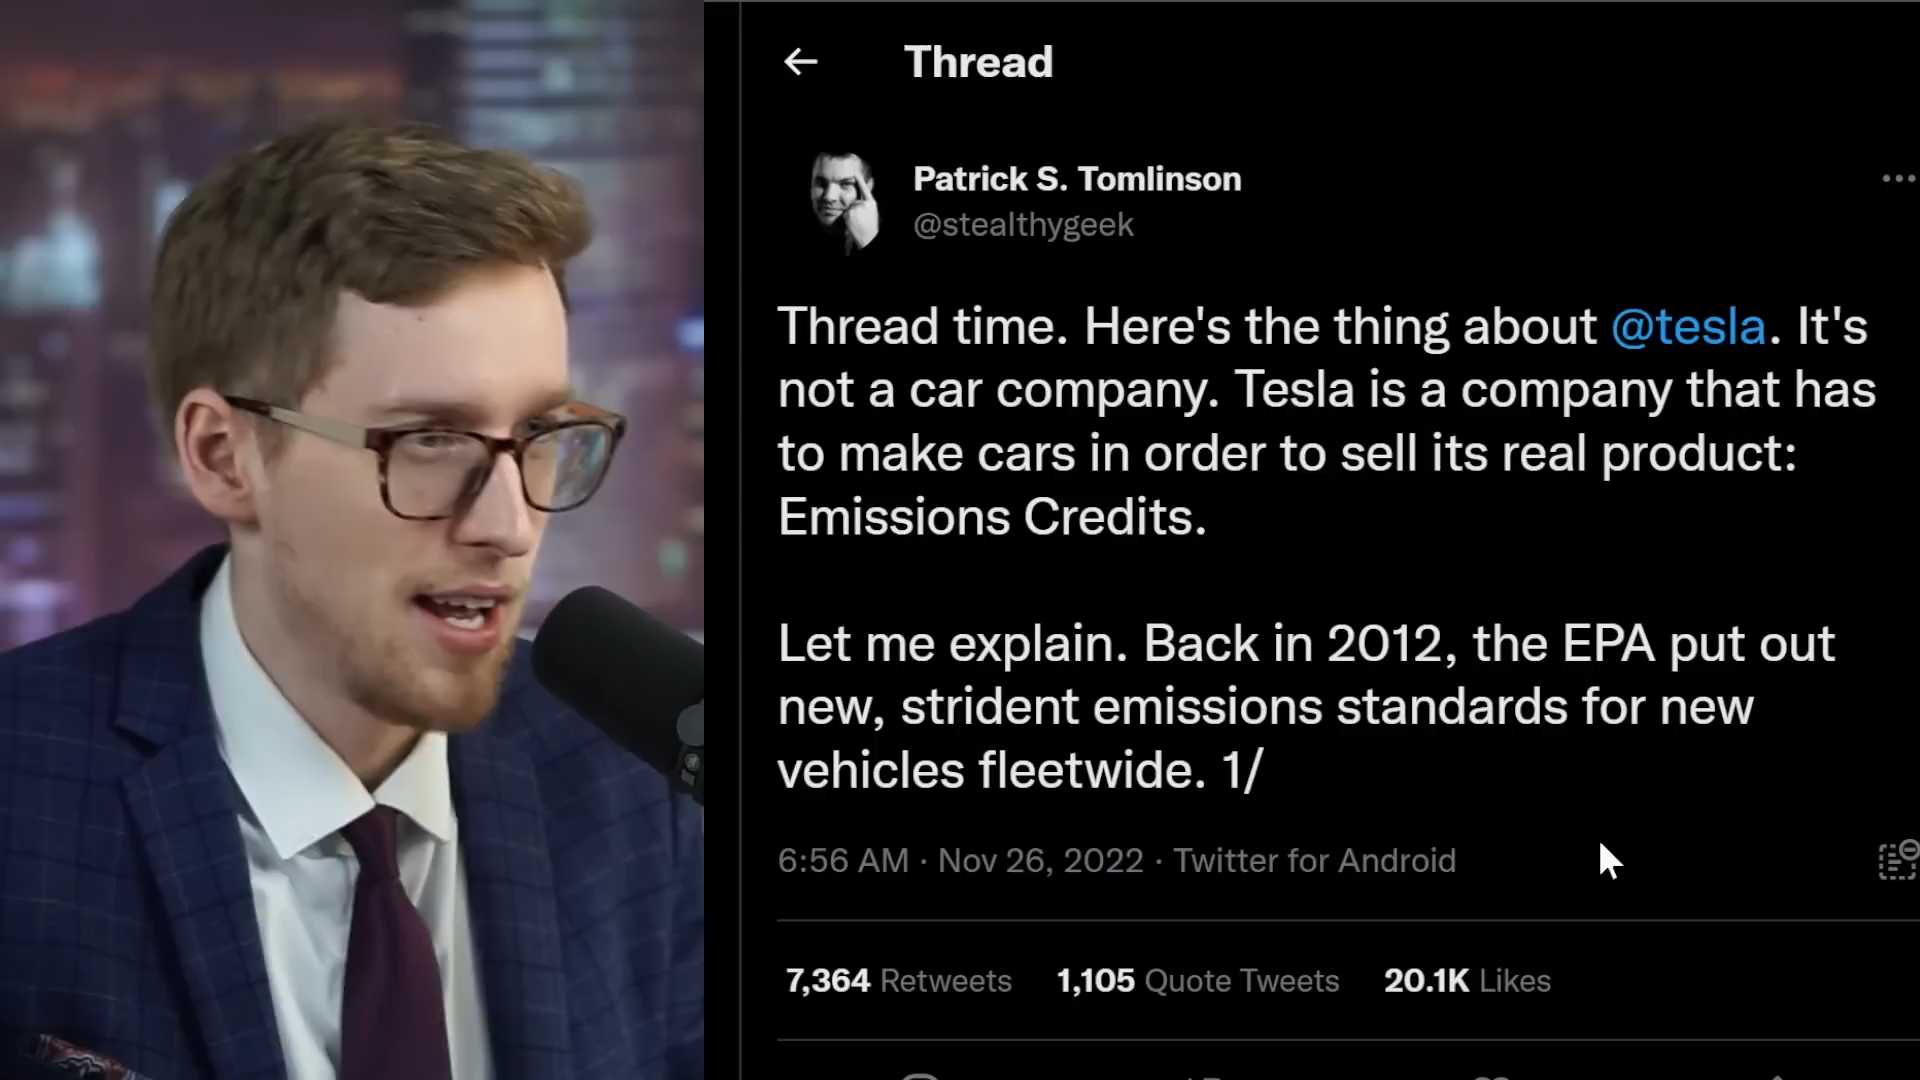 Thread
Patrick S. Tomlinson
@stealthygeek
Thread time. Here's the thing about @tesla. It's
not a car company. Tesla is a company that has
to make cars in order to sell its real product:
Emissions Credits.
Let me explain. Back in 2012, the EPA put out
new, strident emissions standards for new
vehicles fleetwide. 1/
6:56 AM · Nov 26, 2022 · Twitter for Android
7,364 Retweets 1,105 Quote Tweets 20.1K Likes